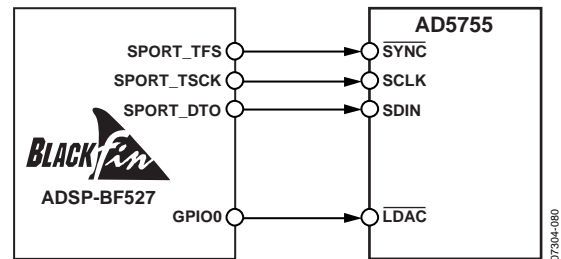 AD5755
SPORT_TFS SYNC
SPORT_TSCK SCLK
SPORT_DTO SDIN
BLACKfin
ADSP-BF527
GPIO0 LDAC
07304-080